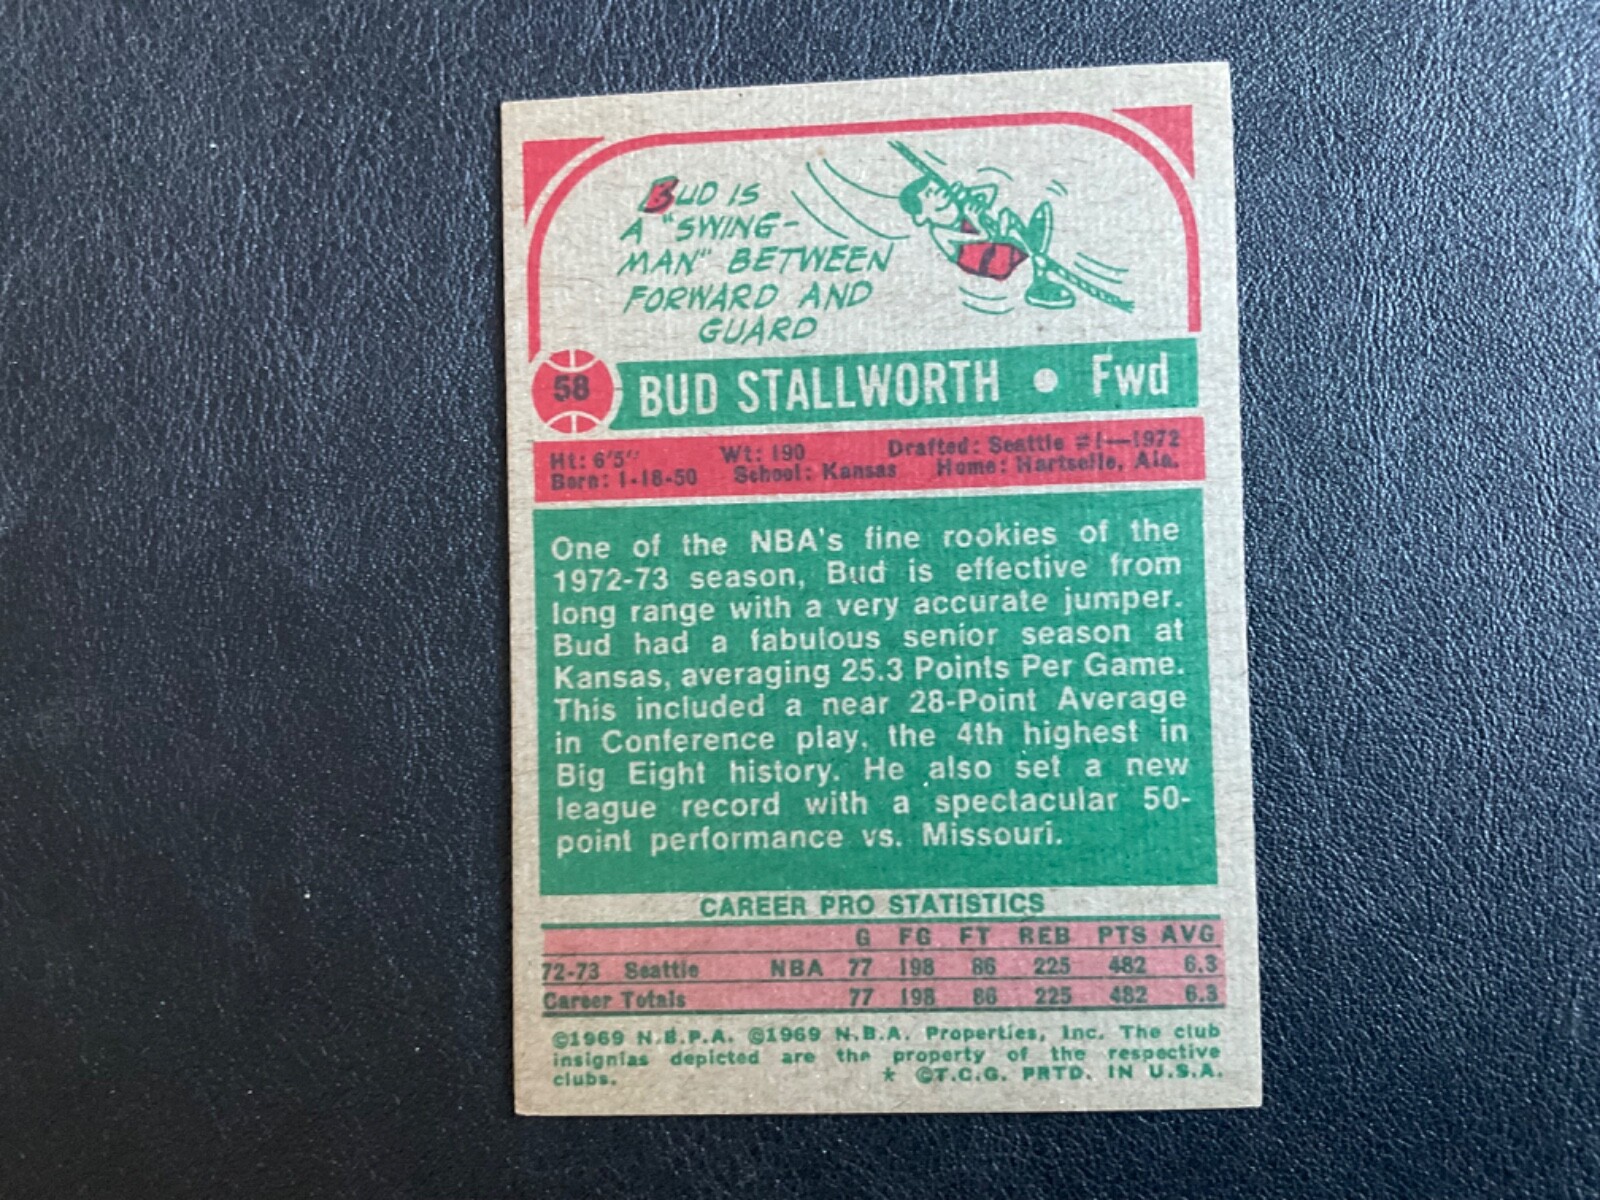 BUD IS
A "SWING-
MAN" BETWEEN
FORWARD AND
GUARD
58 BUD STALLWORTH • Fwd
Ht: 6'5" Wt: 190 Drafted: Seattle #1—1972
Born: 1-18-50 School: Kansas Home: Hartselle, Ala.
One of the NBA's fine rookies of the
1972-73 season, Bud is effective from
long range with a very accurate jumper.
Bud had a fabulous senior season at
Kansas, averaging 25.3 Points Per Game.
This included a near 28-Point Average
in Conference play, the 4th highest in
Big Eight history. He also set a new
league record with a spectacular 50-
point performance vs. Missouri.
CAREER PRO STATISTICS
G FG FT REB PTS AVG
72-73 Seattle NBA 77 198 86 225 482 6.3
Career Totals 77 198 86 225 482 6.3
©1969 N.B.P.A. ©1969 N.B.A. Properties, Inc. The club
insignias depicted are the property of the respective
clubs. * ©T.C.G. PRTD. IN U.S.A.